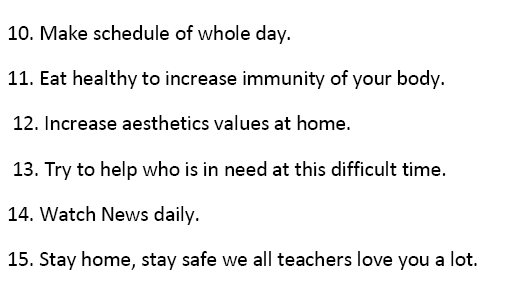 10. Make schedule of whole day.
11. Eat healthy to increase immunity of your body.
12. Increase aesthetics values at home.
13. Try to help who is in need at this difficult time.
14. Watch News daily.
15. Stay home, stay safe we all teachers love you a lot.